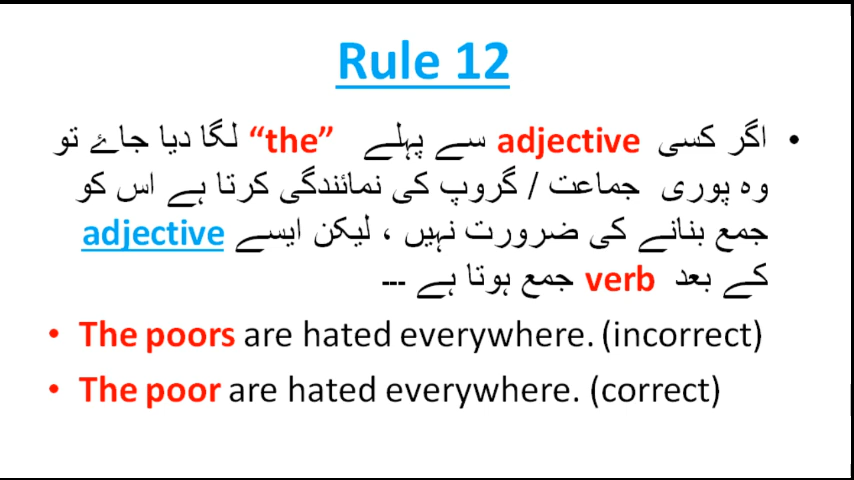 Rule 12
• اگر کسی adjective سے پہلے “the” لگا دیا جاۓ تو
وہ پوری جماعت / گروپ کی نمائندگی کرتا ہے اس کو
جمع بنانے کی ضرورت نہیں ، لیکن ایسے adjective
کے بعد verb جمع ہوتا ہے ---
• The poors are hated everywhere. (incorrect)
• The poor are hated everywhere. (correct)